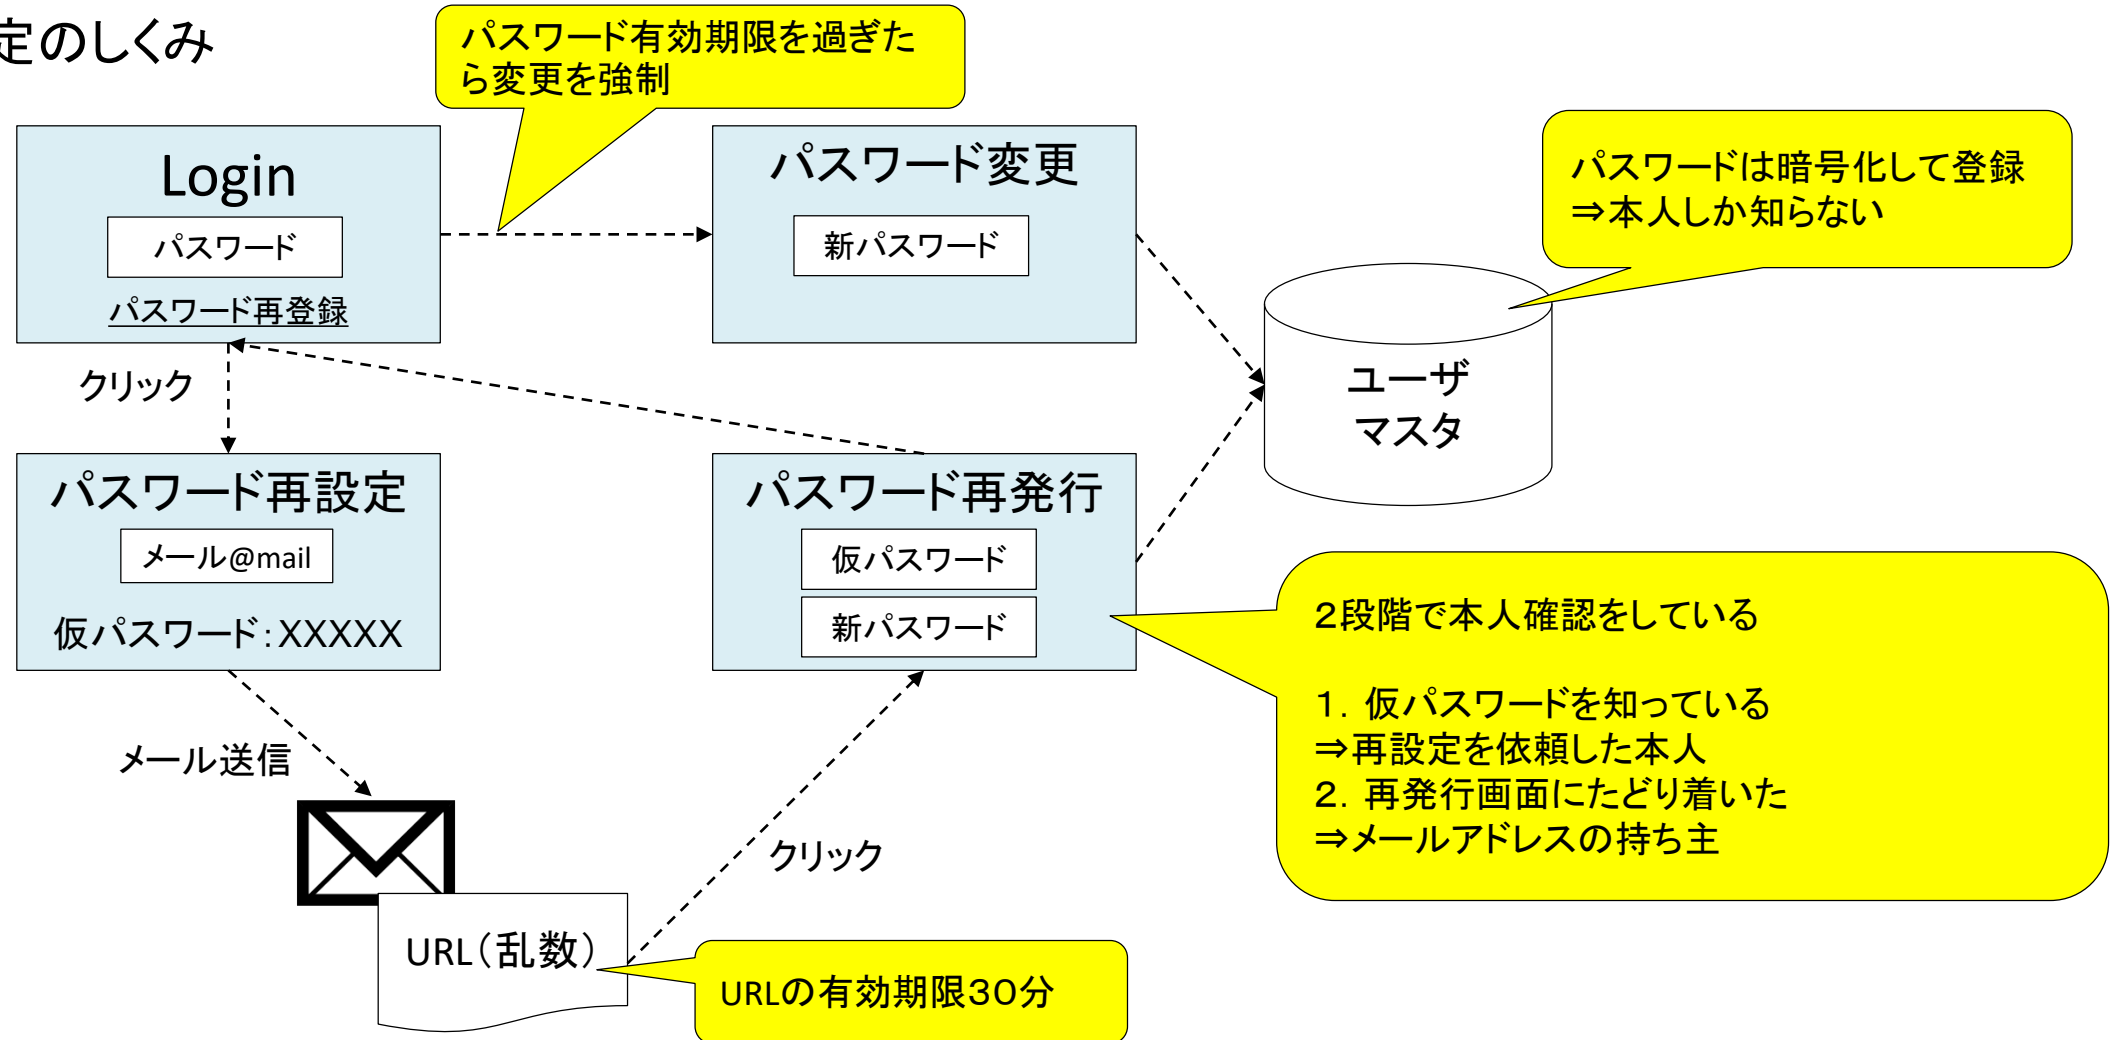 定のしくみ
パスワード有効期限を過ぎた
ら変更を強制
Login
パスワード
パスワード再登録
パスワード変更
新パスワード
パスワードは暗号化して登録
⇒本人しか知らない
ユーザ
マスタ
クリック
パスワード再設定
メール@mail
仮パスワード：XXXXX
パスワード再発行
仮パスワード
新パスワード
２段階で本人確認をしている
１．仮パスワードを知っている
⇒再設定を依頼した本人
２．再発行画面にたどり着いた
⇒メールアドレスの持ち主
メール送信
クリック
URL（乱数）
URLの有効期限３０分